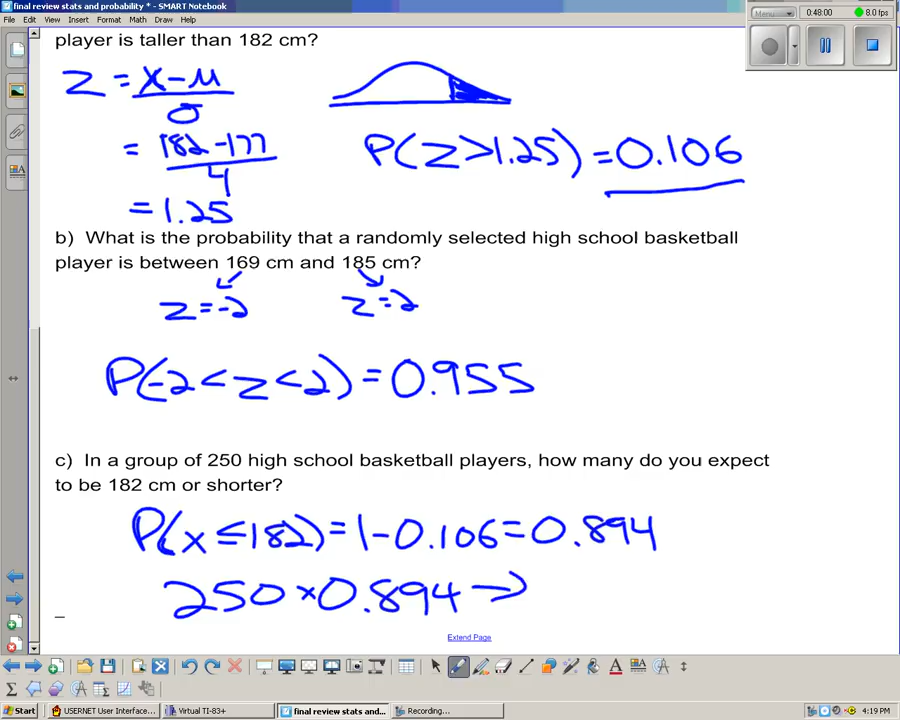 final review stats and probability * - SMART Notebook
File Edit View Insert Format Math Draw Help
Menu
0:48:00
8.0 fps
player is taller than 182 cm?
z = x-μ
σ
= 182-177
4
= 1.25
P(z>1.25) = 0.106
b) What is the probability that a randomly selected high school basketball
player is between 169 cm and 185 cm?
z=-2 z=2
P(-2<z<2)=0.955
c) In a group of 250 high school basketball players, how many do you expect
to be 182 cm or shorter?
P(x≤182)=1-0.106=0.894
250×0.894→
Extend Page
Start
USERNET User Interface...
Virtual TI-83+
final review stats and...
Recording...
4:19 PM